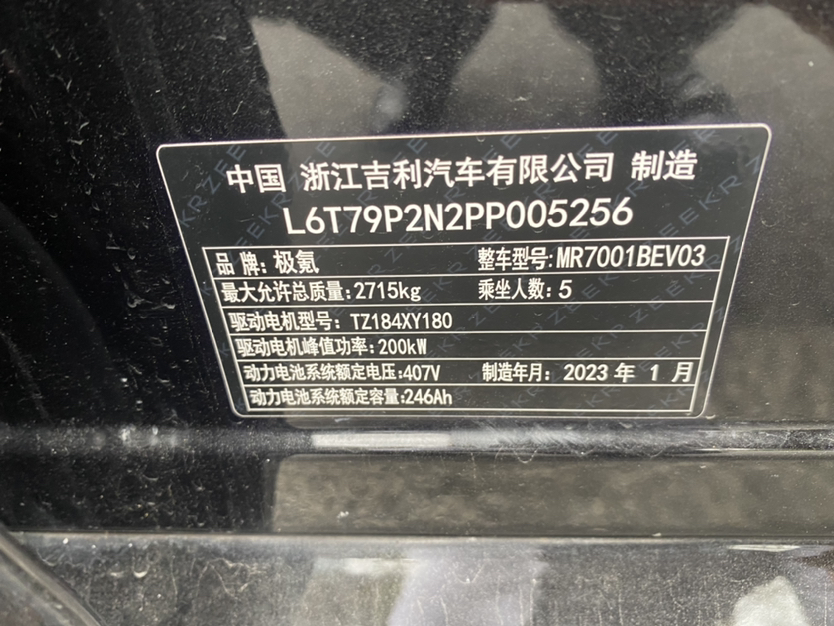 中国 浙江吉利汽车有限公司 制造
L6T79P2N2PP005256
品 牌:极氪 整车型号:MR7001BEV03
最大允许总质量:2715kg 乘坐人数:5
驱动电机型号: TZ184XY180
驱动电机峰值功率:200kW
动力电池系统额定电压:407V 制造年月: 2023 年 1 月
动力电池系统额定容量:246Ah